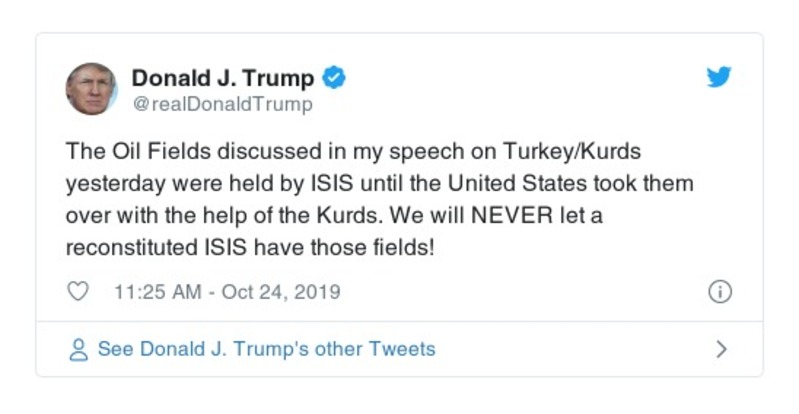 Donald J. Trump
@realDonaldTrump
The Oil Fields discussed in my speech on Turkey/Kurds
yesterday were held by ISIS until the United States took them
over with the help of the Kurds. We will NEVER let a
reconstituted ISIS have those fields!
11:25 AM - Oct 24, 2019
See Donald J. Trump's other Tweets